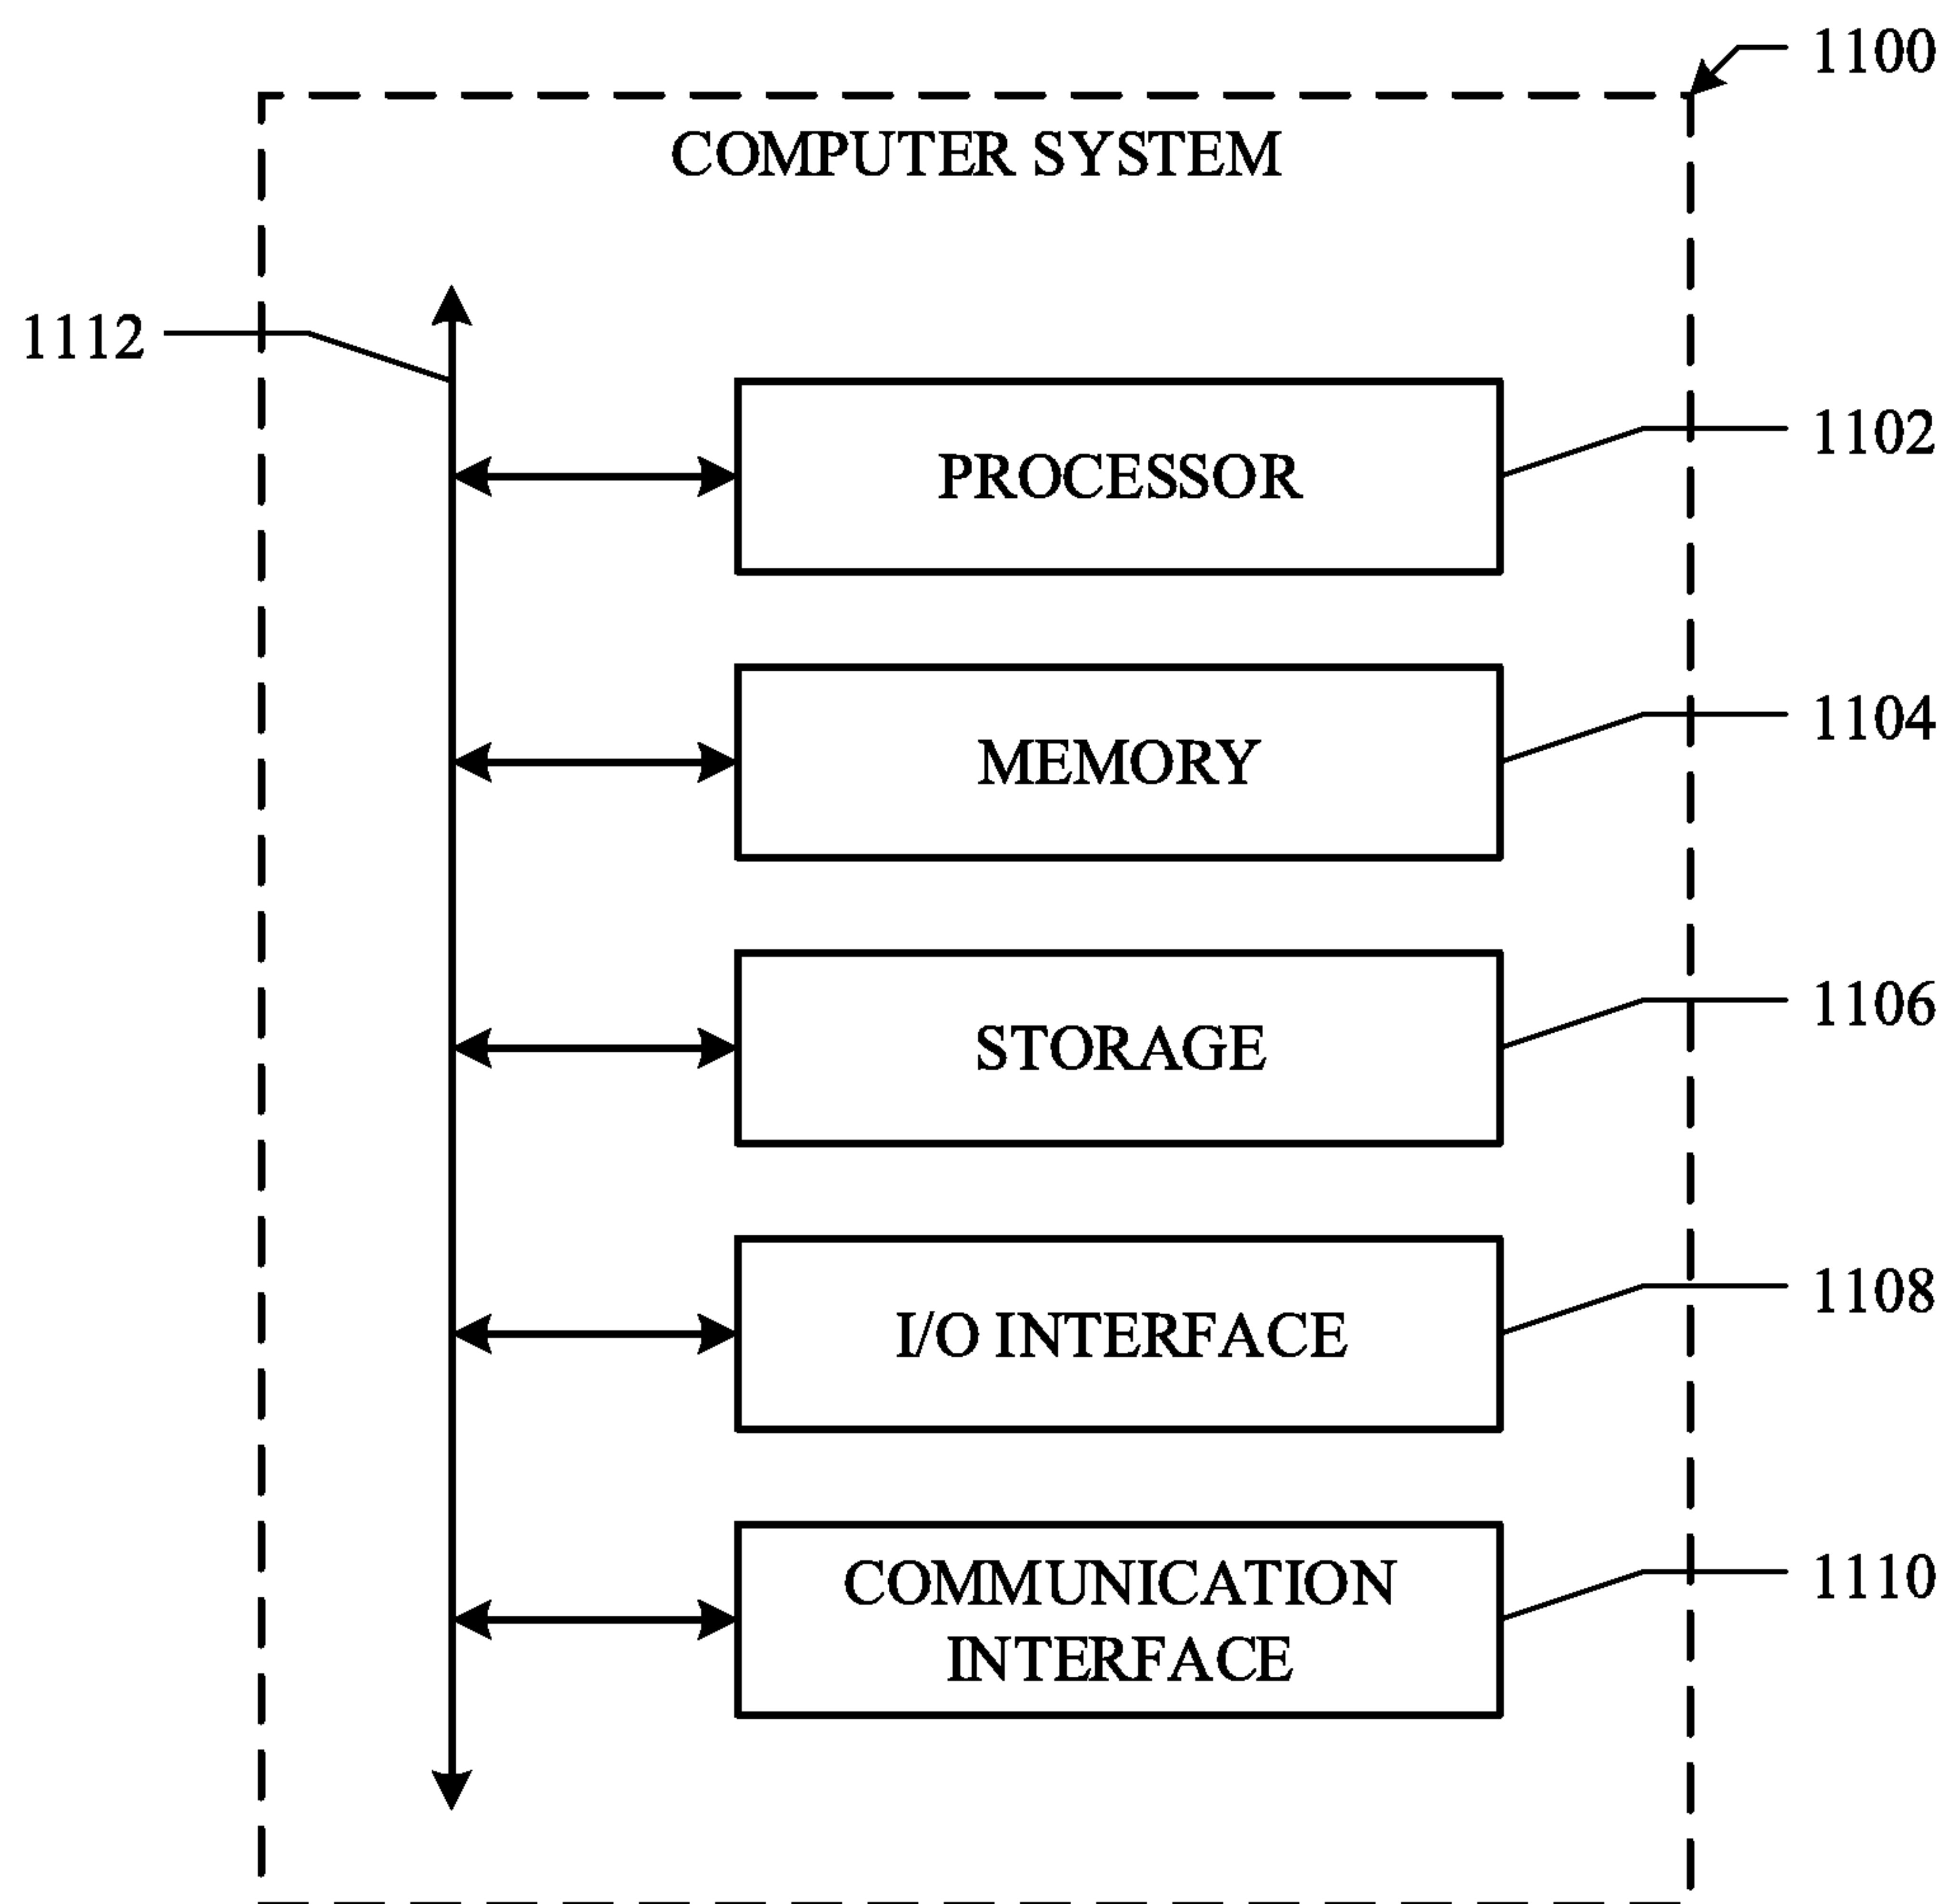 1100
COMPUTER SYSTEM
1112
PROCESSOR
1102
MEMORY
1104
STORAGE
1106
I/O INTERFACE
1108
COMMUNICATION
INTERFACE
1110